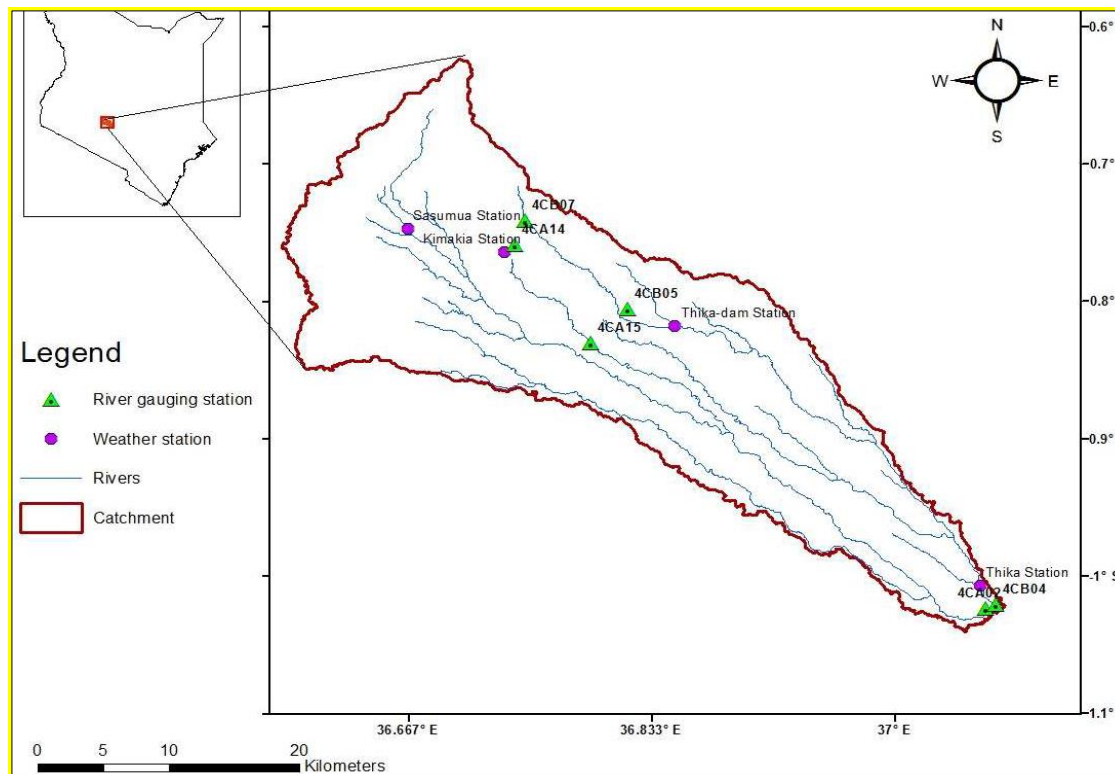 N
W
E
S
0.6°
0.7°
0.8°
0.9°
1° S
1.1°
4CB07
Sasumua Station
4CA14
Kimakia Station
4CB05
Thika-dam Station
4CA15
Thika Station
4CA02
4CB04
Legend
River gauging station
Weather station
Rivers
Catchment
36.667° E
36.833° E
37° E
0 5 10 20
Kilometers